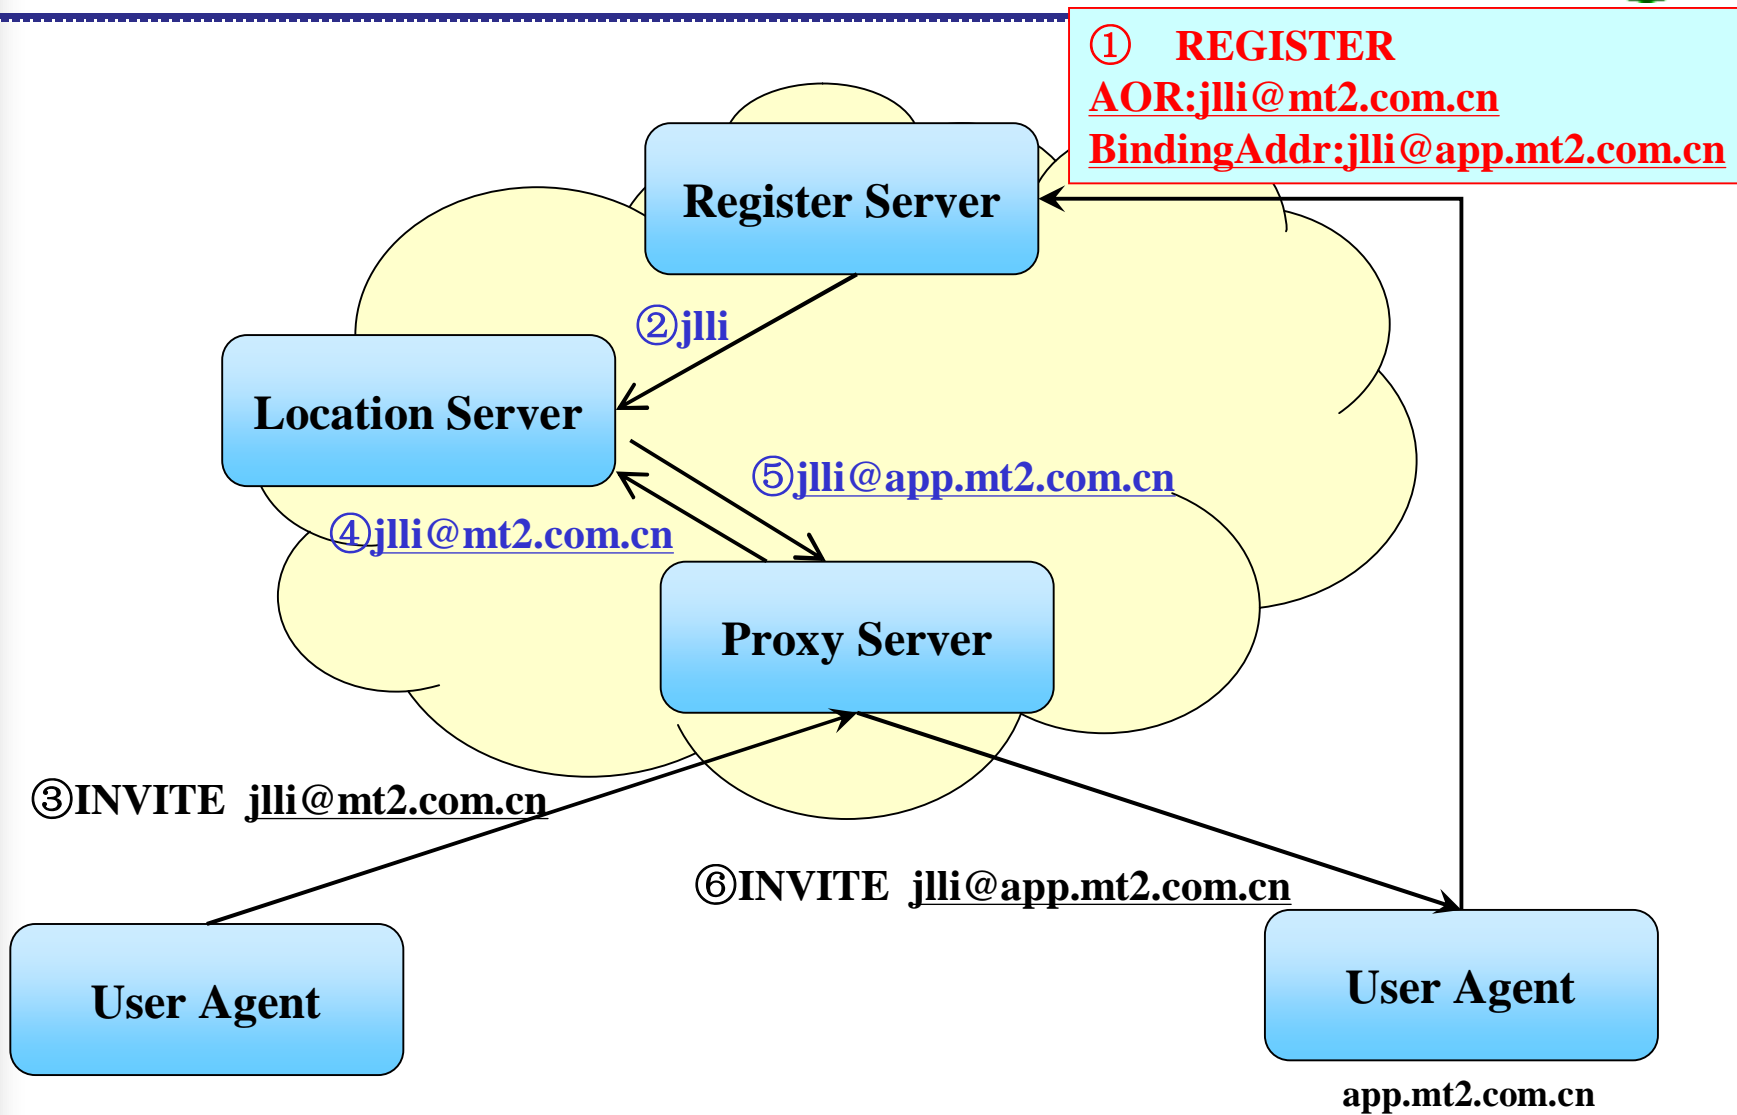 ① REGISTER
AOR:jlli@mt2.com.cn
BindingAddr:jlli@app.mt2.com.cn
Register Server
②jlli
Location Server
⑤jlli@app.mt2.com.cn
④jlli@mt2.com.cn
Proxy Server
③INVITE jlli@mt2.com.cn
⑥INVITE jlli@app.mt2.com.cn
User Agent
User Agent
app.mt2.com.cn